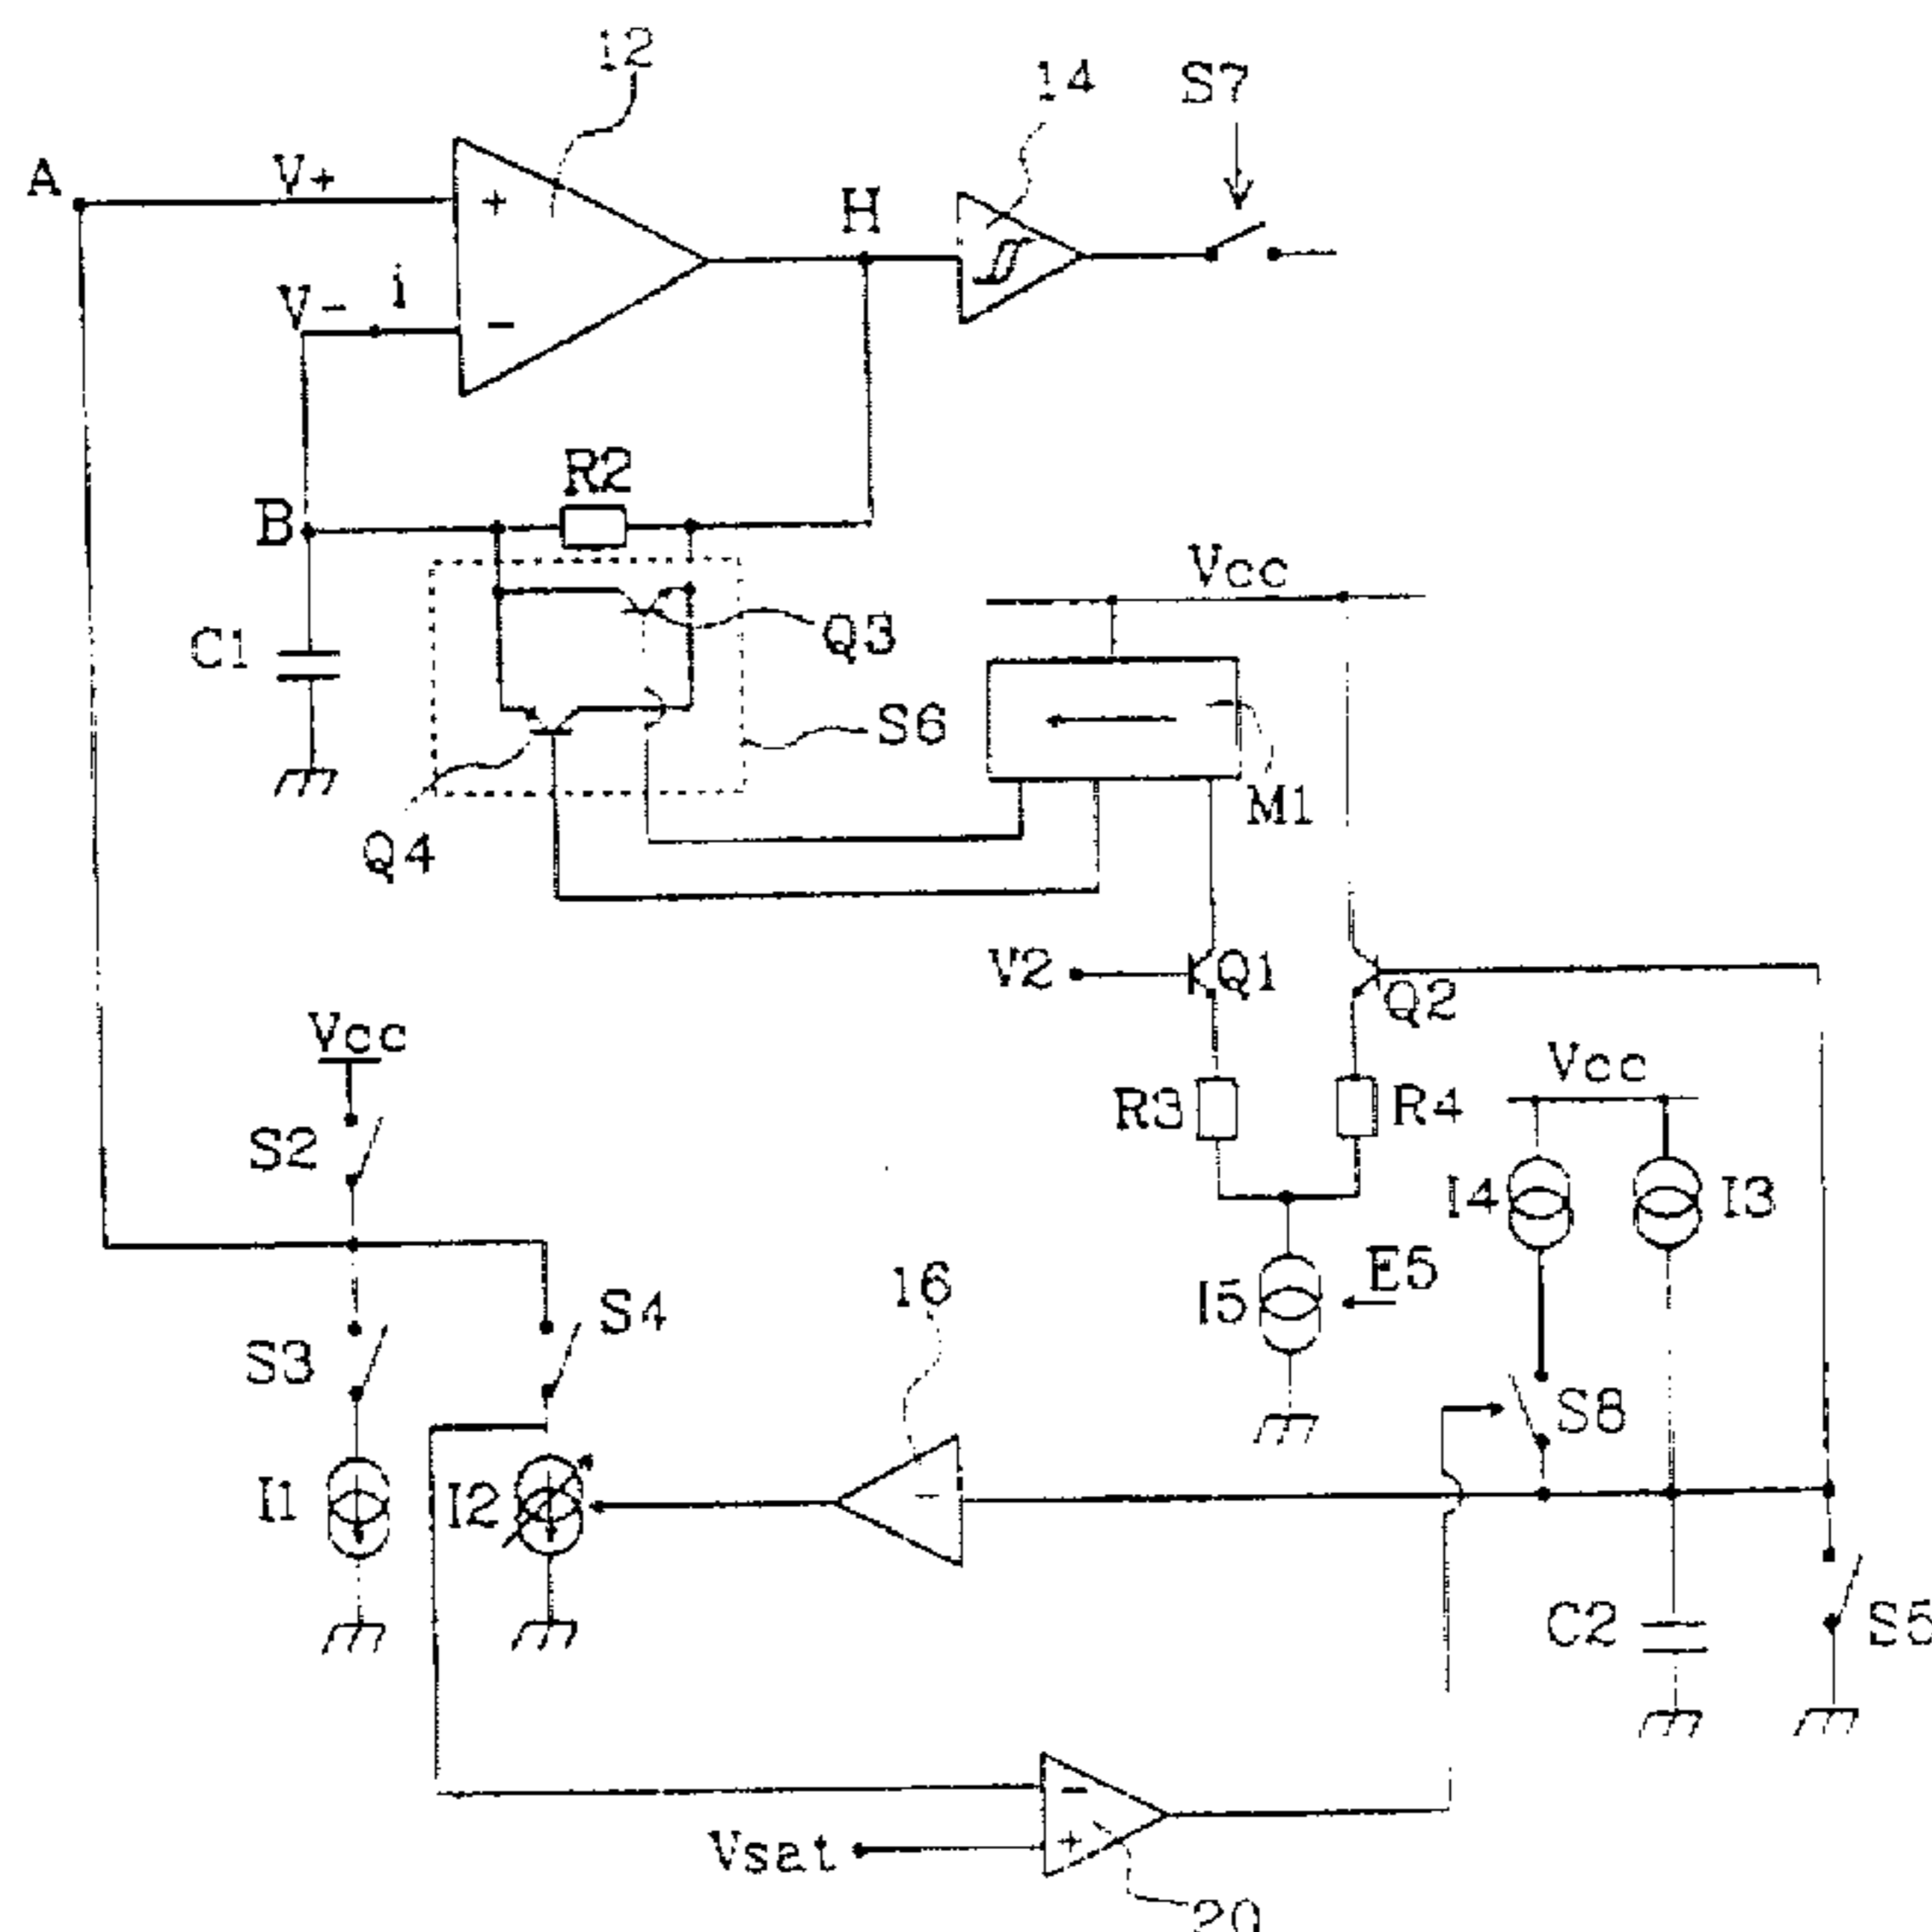 12
14
S7
A
V+
+
H
V-
i
-
R2
B
Vcc
C1
Q3
S6
M1
Q4
V2
Q1
Q2
Vcc
Vcc
S2
R3
R4
I4
I3
16
E5
I5
S3
S4
S8
I1
I2
-
C2
S5
-
Vsat
+
20